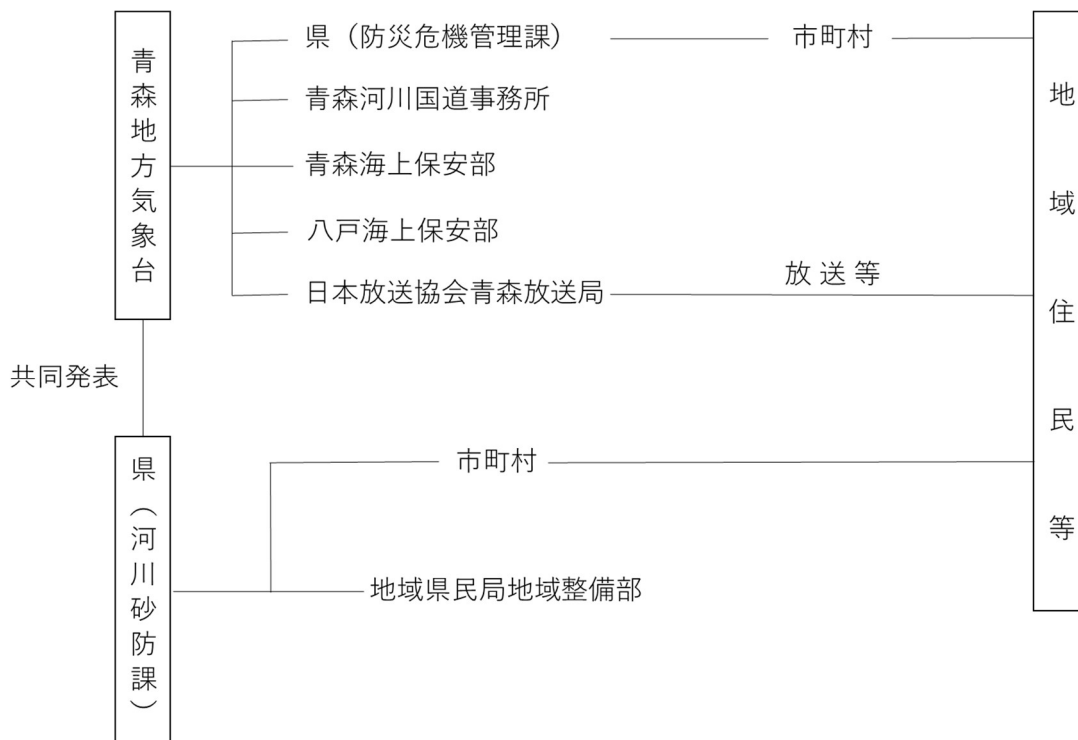 青森地方気象台
県（防災危機管理課）
市町村
青森河川国道事務所
青森海上保安部
八戸海上保安部
日本放送協会青森放送局
放送等
地域住民等
共同発表
県（河川砂防課）
市町村
地域県民局地域整備部